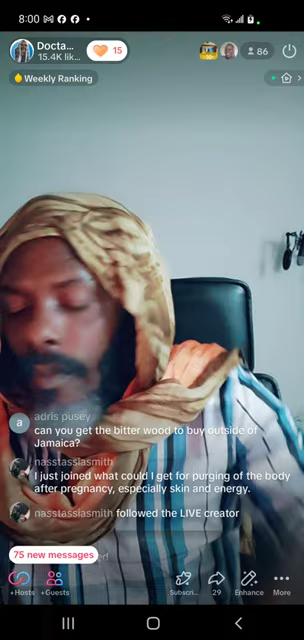 8:00
Docta...
15.4K lik...
15
86
Weekly Ranking
adris pusey
a
can you get the bitter wood to buy outside of
Jamaica?
nasstassiasmith
I just joined what could I get for purging of the body
after pregnancy, especially skin and energy.
nasstassiasmith followed the LIVE creator
75 new messages
+Hosts
+Guests
Subscri...
29
Enhance
More